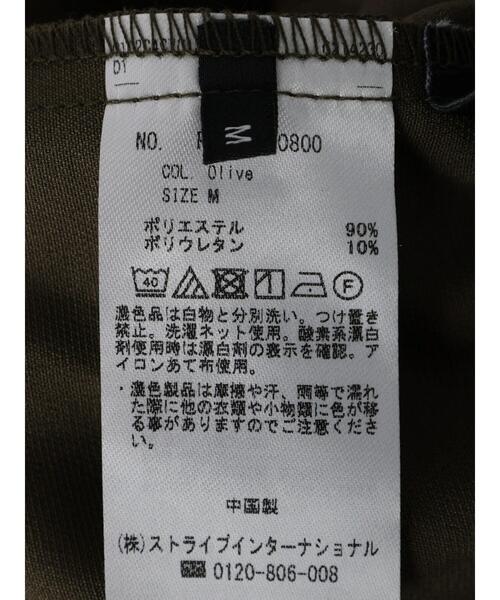 D1
M
NO. 0800
COL. Olive
SIZE M
ポリエステル 90%
ポリウレタン 10%
40 F
濃色品は白物と分別洗い。つけ置き
禁止。洗濯ネット使用。酸素系漂白
剤使用時は漂白剤の表示を確認。ア
イロンあて布使用。
・濃色製品は摩擦や汗、雨等で濡れ
た際に他の衣類や小物類に色が移
る事がありますのでご注意くださ
い。
中国製
(株)ストライプインターナショナル
0120-806-008